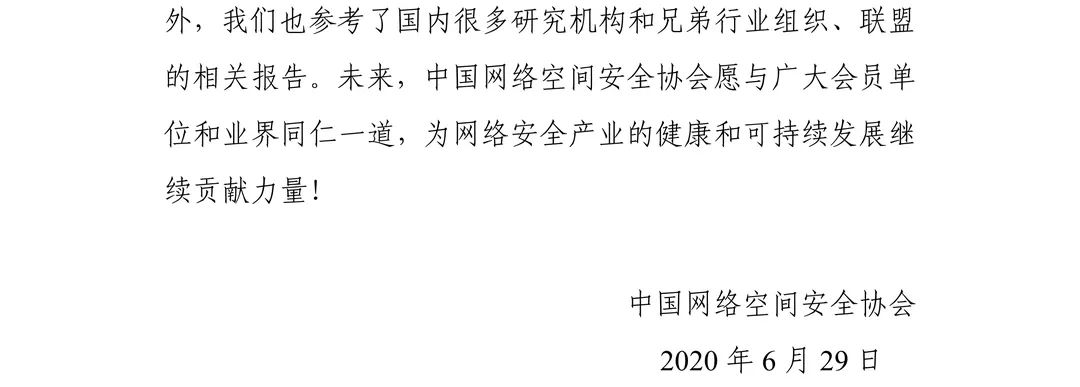 外，我们也参考了国内很多研究机构和兄弟行业组织、联盟
的相关报告。未来，中国网络空间安全协会愿与广大会员单
位和业界同仁一道，为网络安全产业的健康和可持续发展继
续贡献力量！
中国网络空间安全协会
2020 年 6 月 29 日